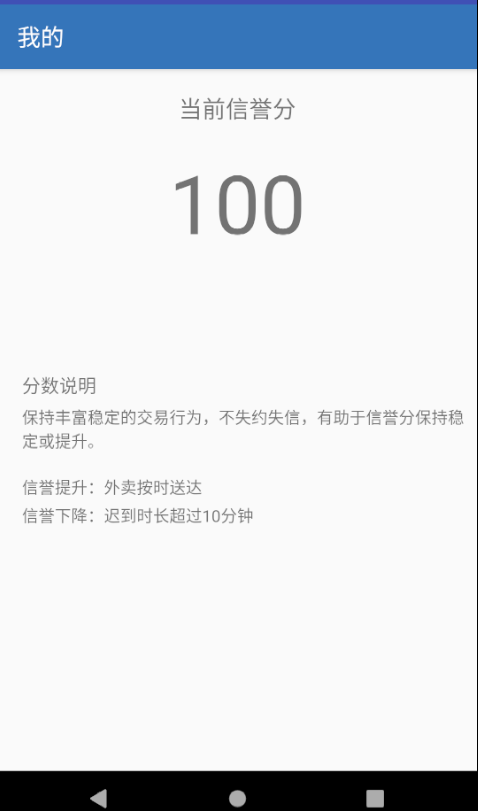 我的
当前信誉分
100
分数说明
保持丰富稳定的交易行为，不失约失信，有助于信誉分保持稳
定或提升。
信誉提升：外卖按时送达
信誉下降：迟到时长超过10分钟